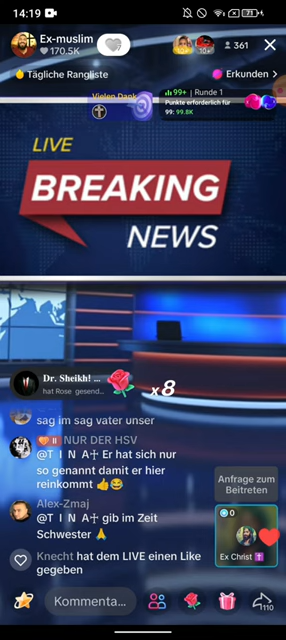 14:19
71
Ex-muslim
170.5K
10+
10+
361
Tägliche Rangliste
Erkunden >
Vielen Dank
99+ | Runde 1
Punkte erforderlich für
99: 99.8K
LIVE
BREAKING
NEWS
Dr. Sheikh! ...
hat Rose gesend...
x8
sag im sag vater unser
NUR DER HSV
@T I N A┼ Er hat sich nur
so genannt damit er hier
reinkommt 👍😂
Alex-Zmaj
@T I N A┼ gib im Zeit
Schwester 🙏
Knecht hat dem LIVE einen Like
gegeben
Anfrage zum
Beitreten
0
Ex Christ ✝️
Kommenta...
110